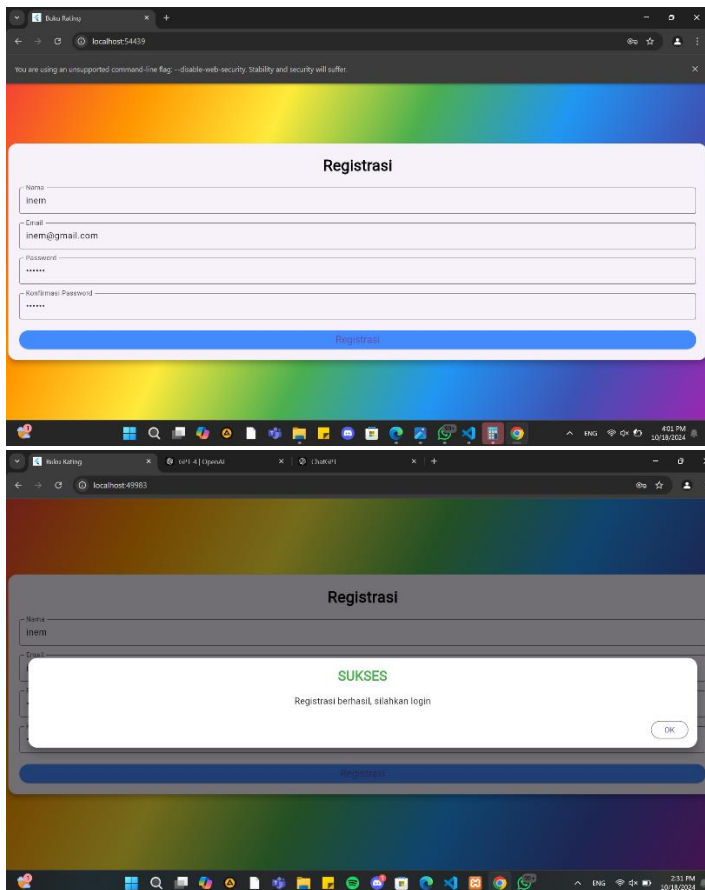 Buku Rating
localhost:54439
You are using an unsupported command-line flag: --disable-web-security. Stability and security will suffer.
Registrasi
Nama
inem
Email
inem@gmail.com
Password
••••••
Konfirmasi Password
••••••
Registrasi
ENG
4:01 PM
10/18/2024
Buku Rating
GPT-4 | OpenAI
ChatGPT
localhost:49983
Registrasi
Nama
inem
Email
SUKSES
Registrasi berhasil, silahkan login
OK
Registrasi
ENG
2:31 PM
10/18/2024